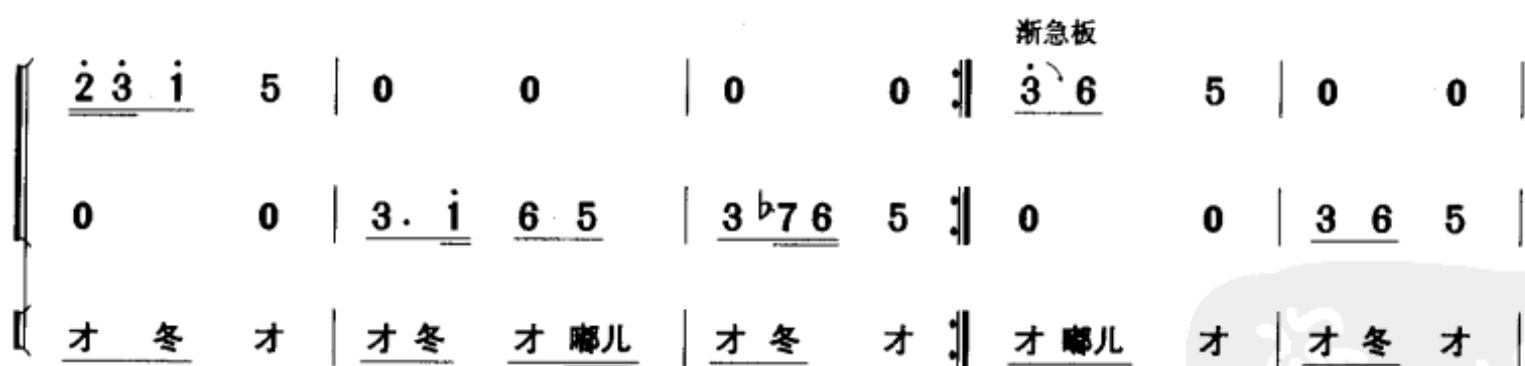 渐急板
2̇ 3̇ 1̇ 5 | 0 0 | 0 0 :‖ 3̇ 6 5 | 0 0 |
0 0 | 3. 1̇ 6 5 | 3 ♭7 6 5 :‖ 0 0 | 3 6 5 |
才 冬 才 | 才 冬 才 嘟儿 | 才 冬 才 :‖ 才 嘟儿 才 | 才 冬 才 |